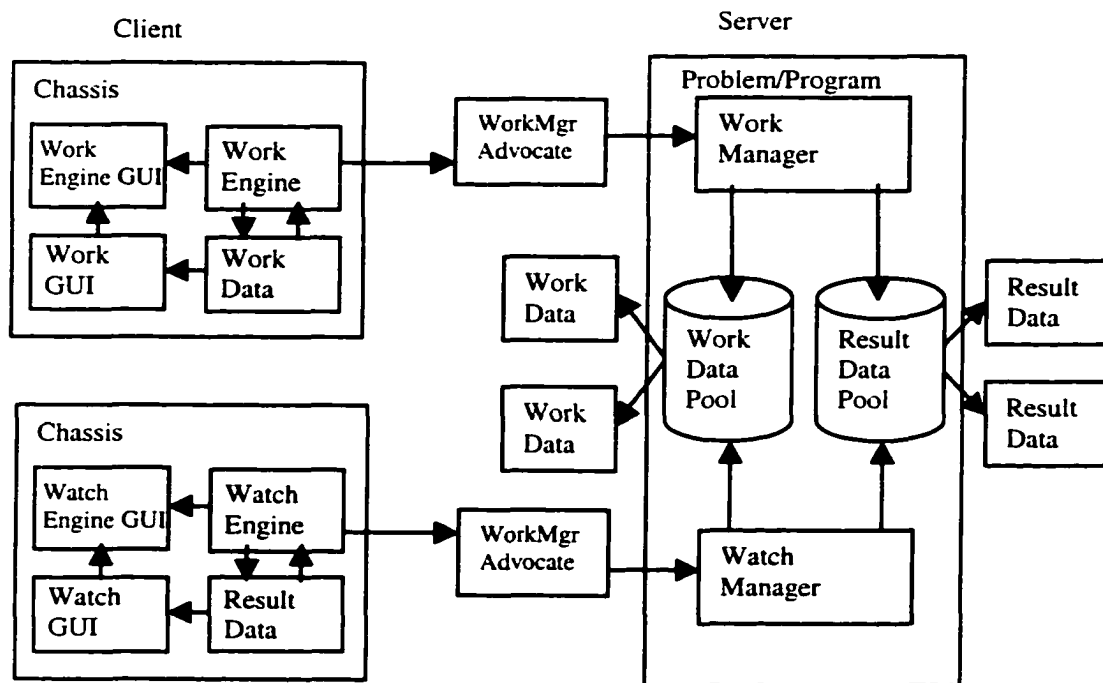 Client
Server
Chassis
Work
Engine GUI
Work
Engine
Work
GUI
Work
Data
WorkMgr
Advocate
Problem/Program
Work
Manager
Work
Data
Work
Data
Work
Data
Pool
Result
Data
Pool
Result
Data
Result
Data
Chassis
Watch
Engine GUI
Watch
Engine
Watch
GUI
Result
Data
WorkMgr
Advocate
Watch
Manager